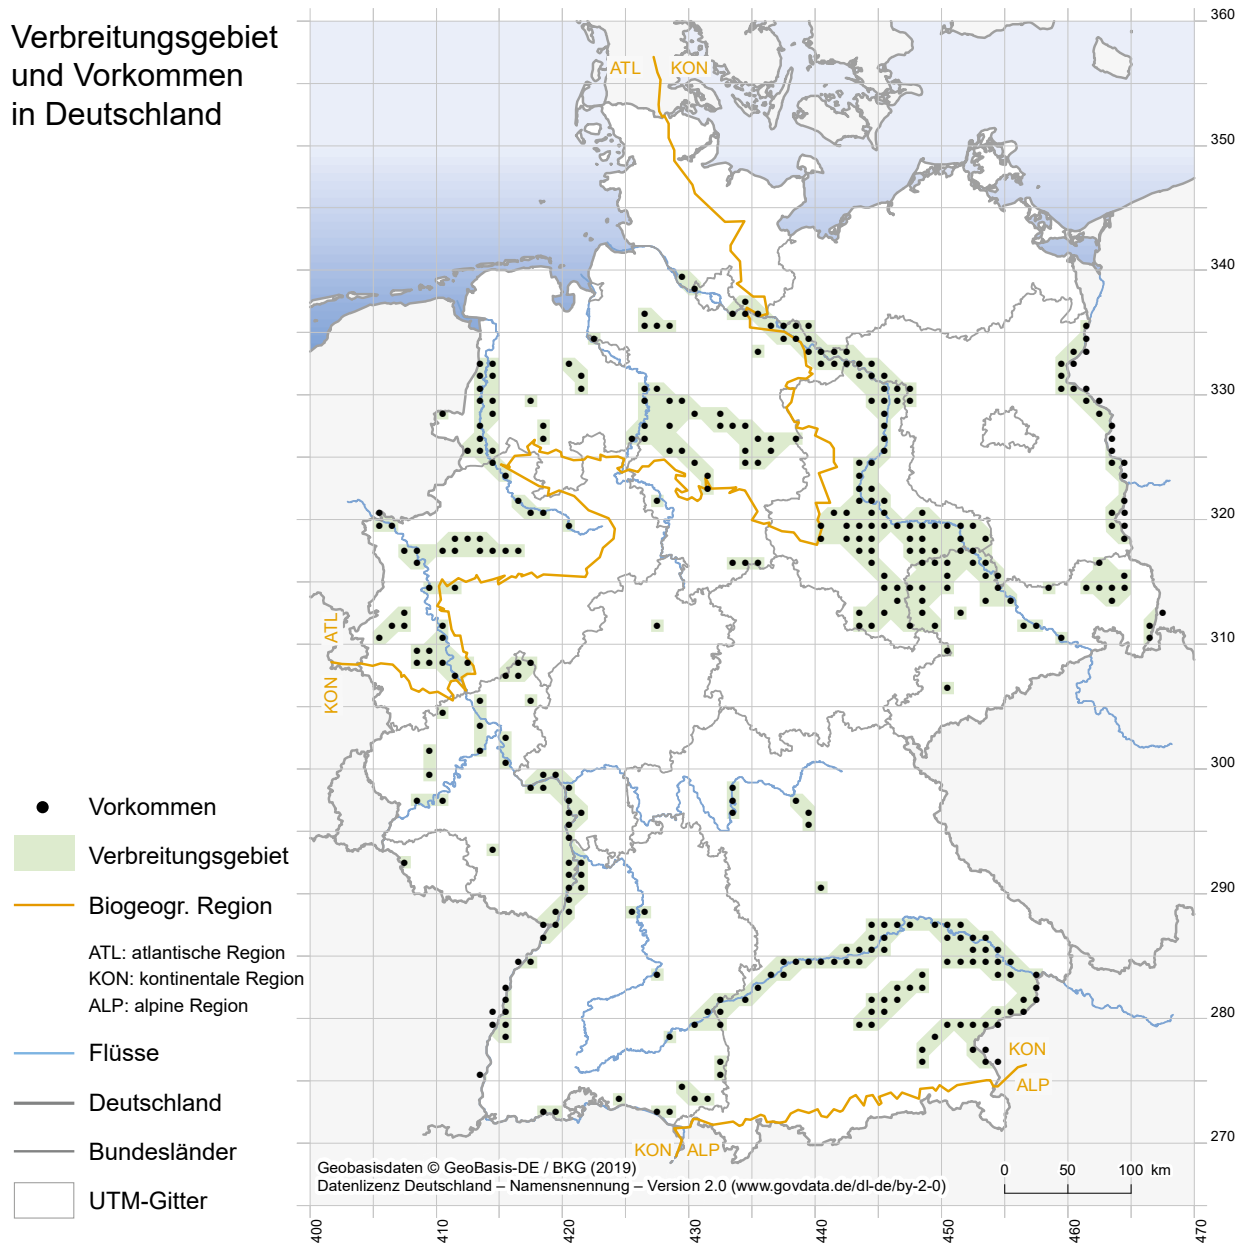 Verbreitungsgebiet
und Vorkommen
in Deutschland
ATL KON
360
350
340
330
320
310
300
290
280
270
ATL
KON
Vorkommen
Verbreitungsgebiet
Biogeogr. Region
ATL: atlantische Region
KON: kontinentale Region
ALP: alpine Region
Flüsse
Deutschland
Bundesländer
UTM-Gitter
KON
ALP
KON ALP
Geobasisdaten © GeoBasis-DE / BKG (2019)
Datenlizenz Deutschland – Namensnennung – Version 2.0 (www.govdata.de/dl-de/by-2-0)
0 50 100 km
400 410 420 430 440 450 460 470